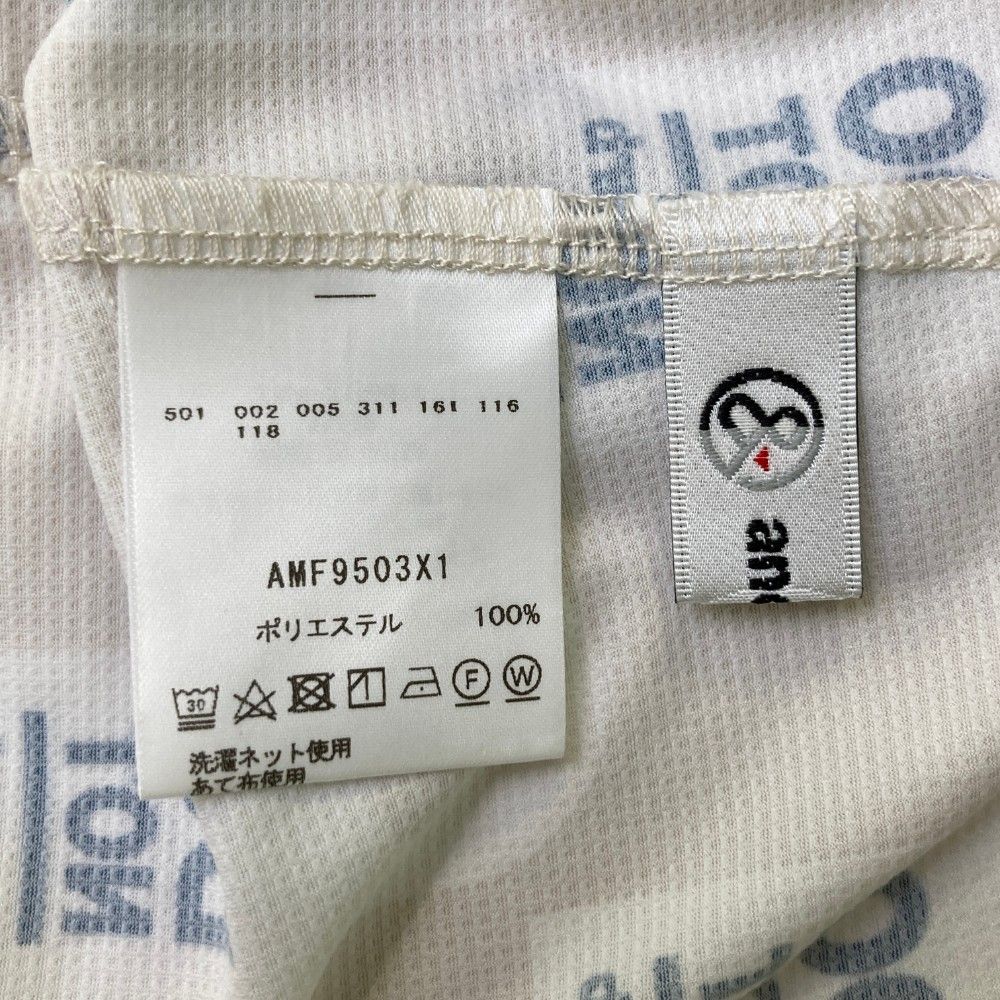 501 002 005 311 161 116
118
AMF9503X1
ポリエステル 100%
30 F W
洗濯ネット使用
あて布使用